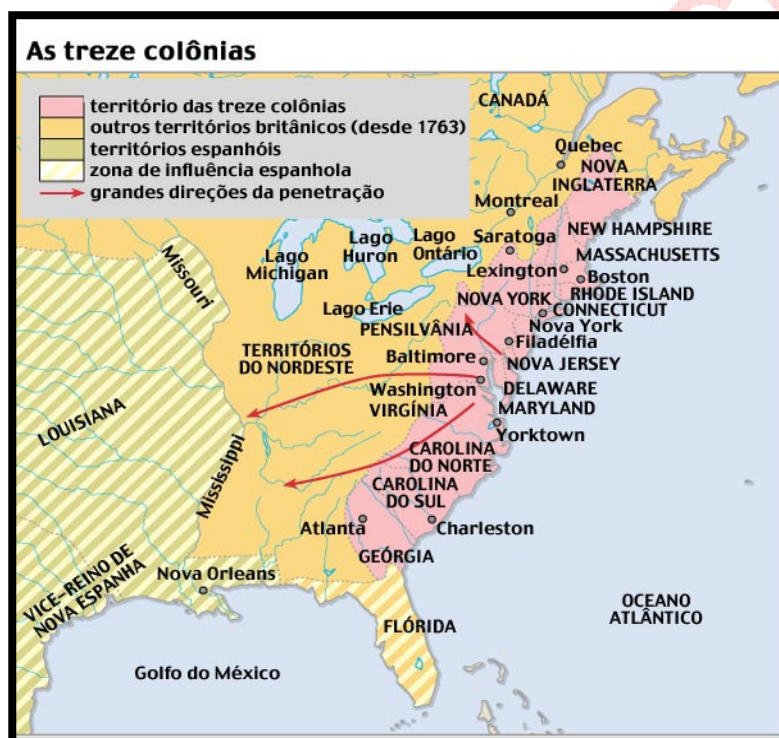 As treze colônias
território das treze colônias
outros territórios britânicos (desde 1763)
territórios espanhóis
zona de influência espanhola
grandes direções da penetração
CANADÁ
Quebec
NOVA
INGLATERRA
Montreal
NEW HAMPSHIRE
Saratoga
MASSACHUSETTS
Lago
Michigan
Lago
Huron
Lago
Ontário
Lexington
Boston
RHODE ISLAND
Missouri
Lago Erie
NOVA YORK
CONNECTICUT
Nova York
PENSILVÂNIA
Filadélfia
TERRITÓRIOS
DO NORDESTE
Baltimore
NOVA JERSEY
Washington
DELAWARE
VIRGÍNIA
MARYLAND
LOUISIANA
Yorktown
Mississippi
CAROLINA
DO NORTE
CAROLINA
DO SUL
Atlanta
Charleston
GEÓRGIA
VICE-REINO DE
NOVA ESPANHA
Nova Orleans
OCEANO
ATLÂNTICO
FLÓRIDA
Golfo do México